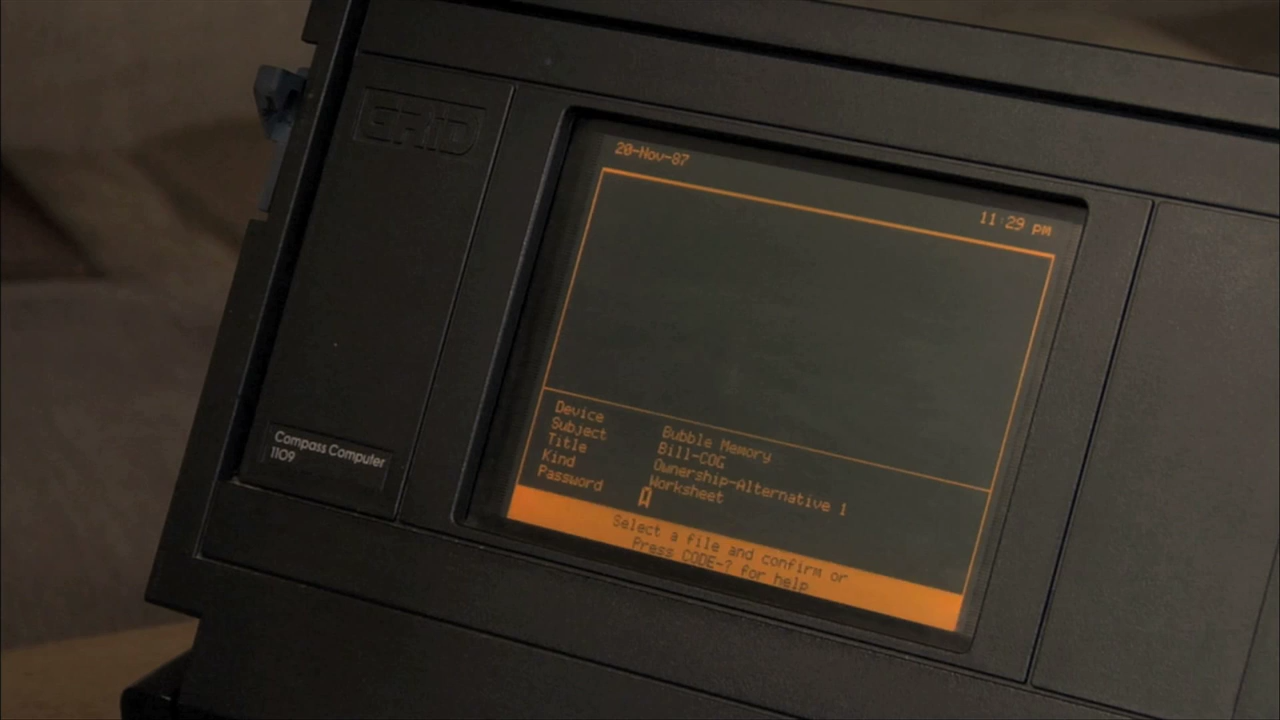 GRiD
20-Nov-87
11:29 PM
Device Bubble Memory
Subject Bill-COG
Title Ownership-Alternative 1
Kind Worksheet
Password
Select a file and confirm or
Press CODE-? for help
Compass Computer
1109